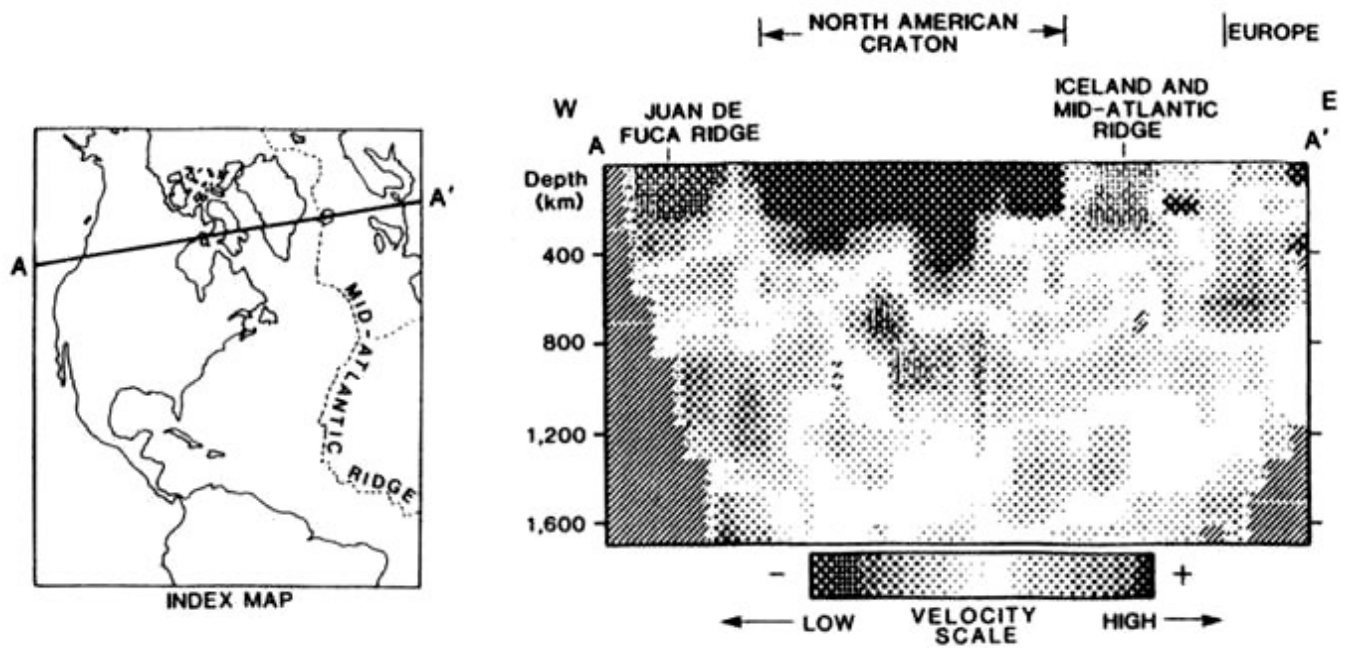 A
A'
MID-ATLANTIC
RIDGE
INDEX MAP
NORTH AMERICAN
CRATON
EUROPE
W
JUAN DE
FUCA RIDGE
A
ICELAND AND
MID-ATLANTIC
RIDGE
E
A'
Depth
(km)
400
800
1,200
1,600
- +
LOW VELOCITY HIGH
SCALE